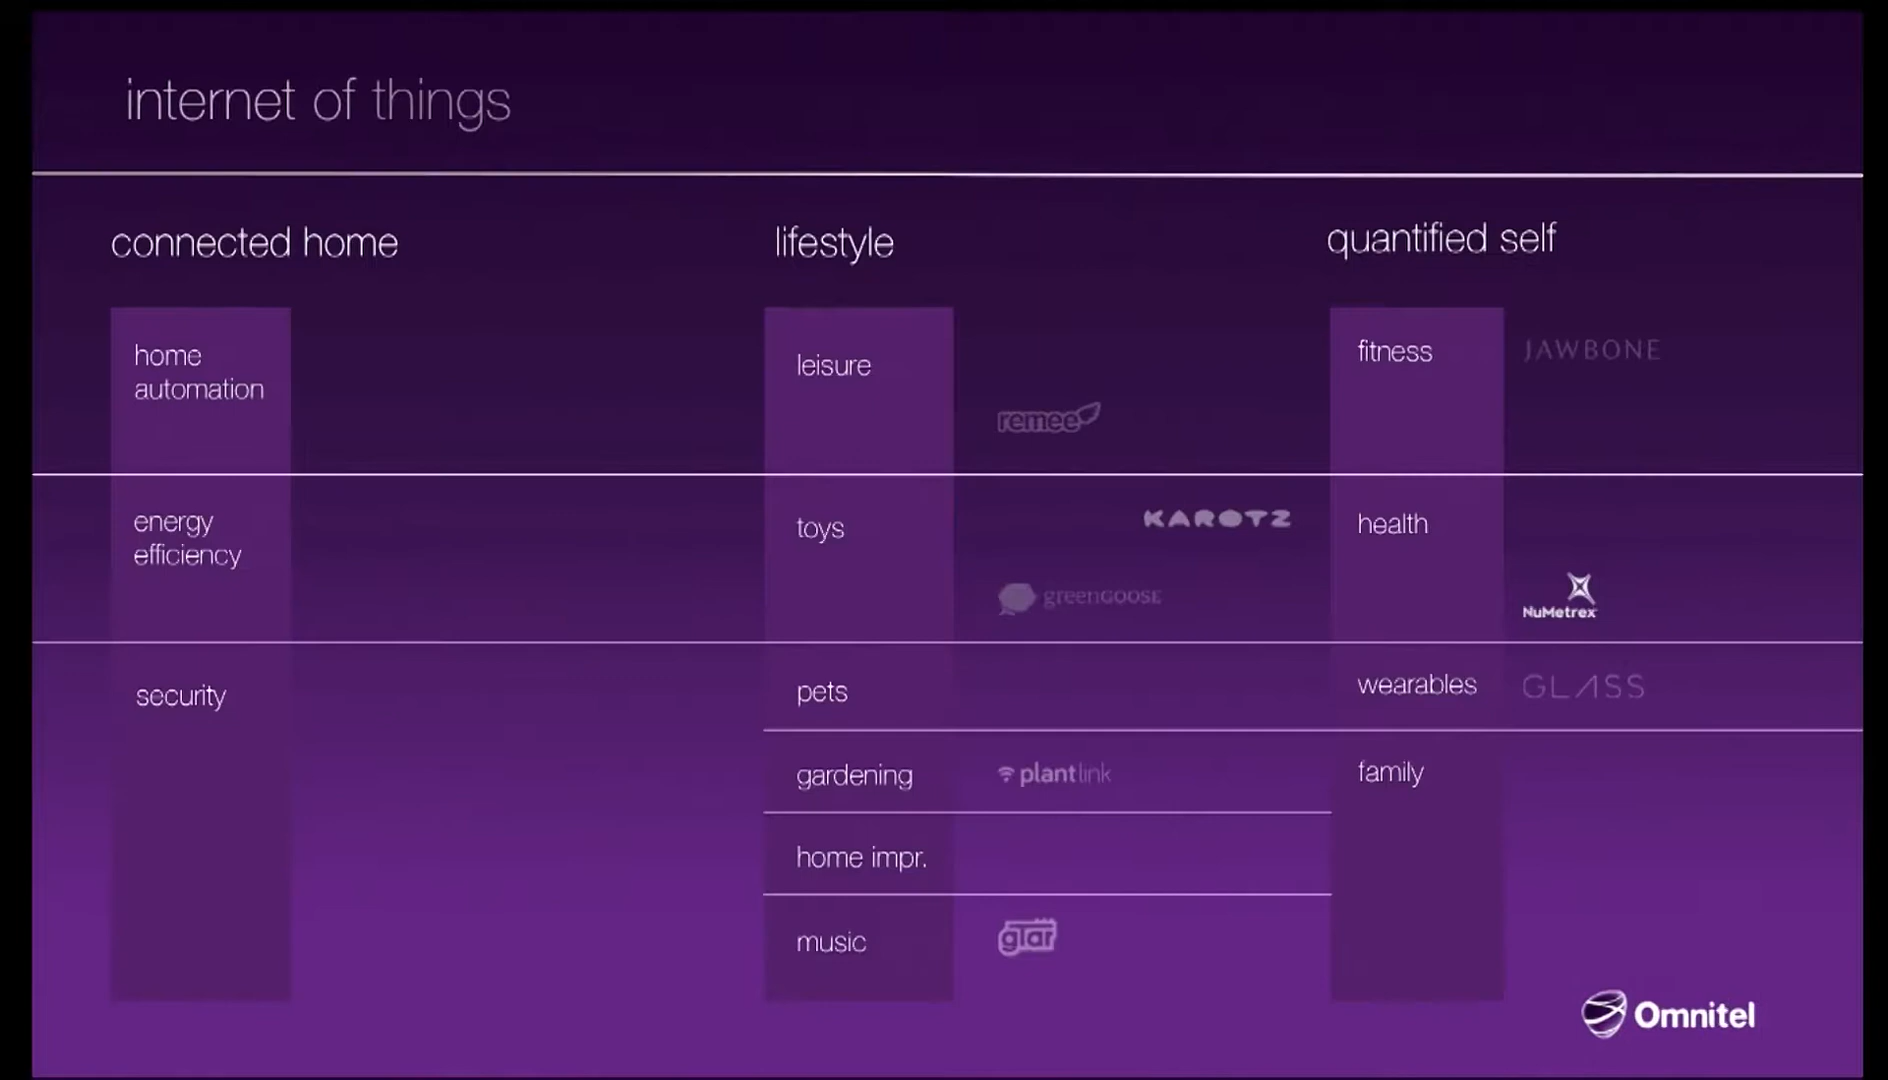 internet of things
connected home
home
automation
energy
efficiency
security
lifestyle
leisure
remee
toys
KAROTZ
greenGoose
pets
gardening
plantlink
home impr.
music
gtar
quantified self
fitness
JAWBONE
health
NuMetrex
wearables
GLASS
family
Omnitel